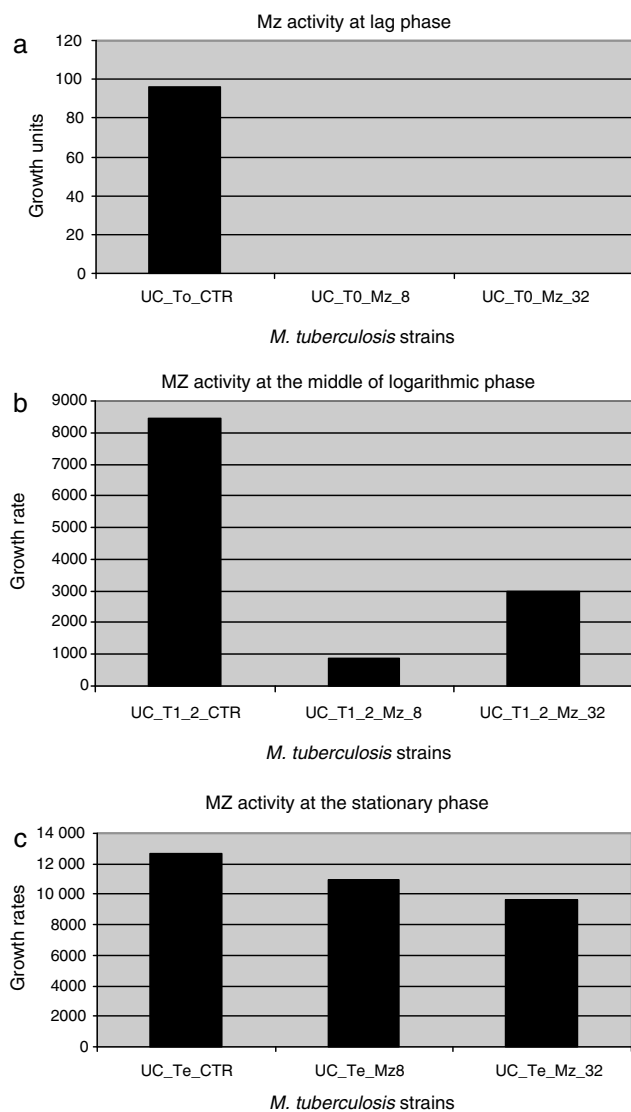 Mz activity at lag phase
a
120
100
80
60
40
20
0
Growth units
UC_To_CTR UC_T0_Mz_8 UC_T0_Mz_32
M. tuberculosis strains
MZ activity at the middle of logarithmic phase
b
9000
8000
7000
6000
5000
4000
3000
2000
1000
0
Growth rate
UC_T1_2_CTR UC_T1_2_Mz_8 UC_T1_2_Mz_32
M. tuberculosis strains
MZ activity at the stationary phase
c
14 000
12 000
10 000
8000
6000
4000
2000
0
Growth rates
UC_Te_CTR UC_Te_Mz8 UC_Te_Mz_32
M. tuberculosis strains